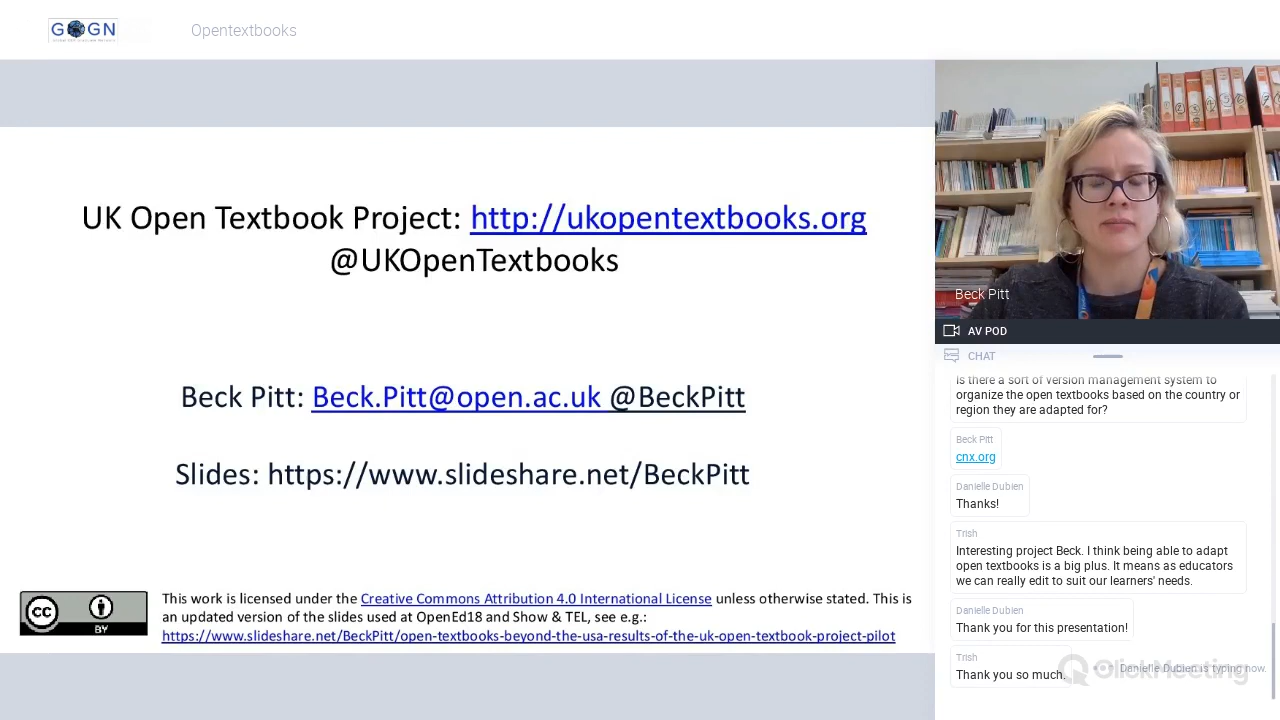 GOGN
Opentextbooks
UK Open Textbook Project: http://ukopentextbooks.org
@UKOpenTextbooks
Beck Pitt: Beck.Pitt@open.ac.uk @BeckPitt
Slides: https://www.slideshare.net/BeckPitt
CC BY
This work is licensed under the Creative Commons Attribution 4.0 International License unless otherwise stated. This is
an updated version of the slides used at OpenEd18 and Show & TEL, see e.g.:
https://www.slideshare.net/BeckPitt/open-textbooks-beyond-the-usa-results-of-the-uk-open-textbook-project-pilot
Beck Pitt
AV POD
CHAT
Is there a sort of version management system to
organize the open textbooks based on the country or
region they are adapted for?
Beck Pitt
cnx.org
Danielle Dubien
Thanks!
Trish
Interesting project Beck. I think being able to adapt
open textbooks is a big plus. It means as educators
we can really edit to suit our learners' needs.
Danielle Dubien
Thank you for this presentation!
Trish
Thank you so much.
Danielle Dubien is typing now.
ClickMeeting